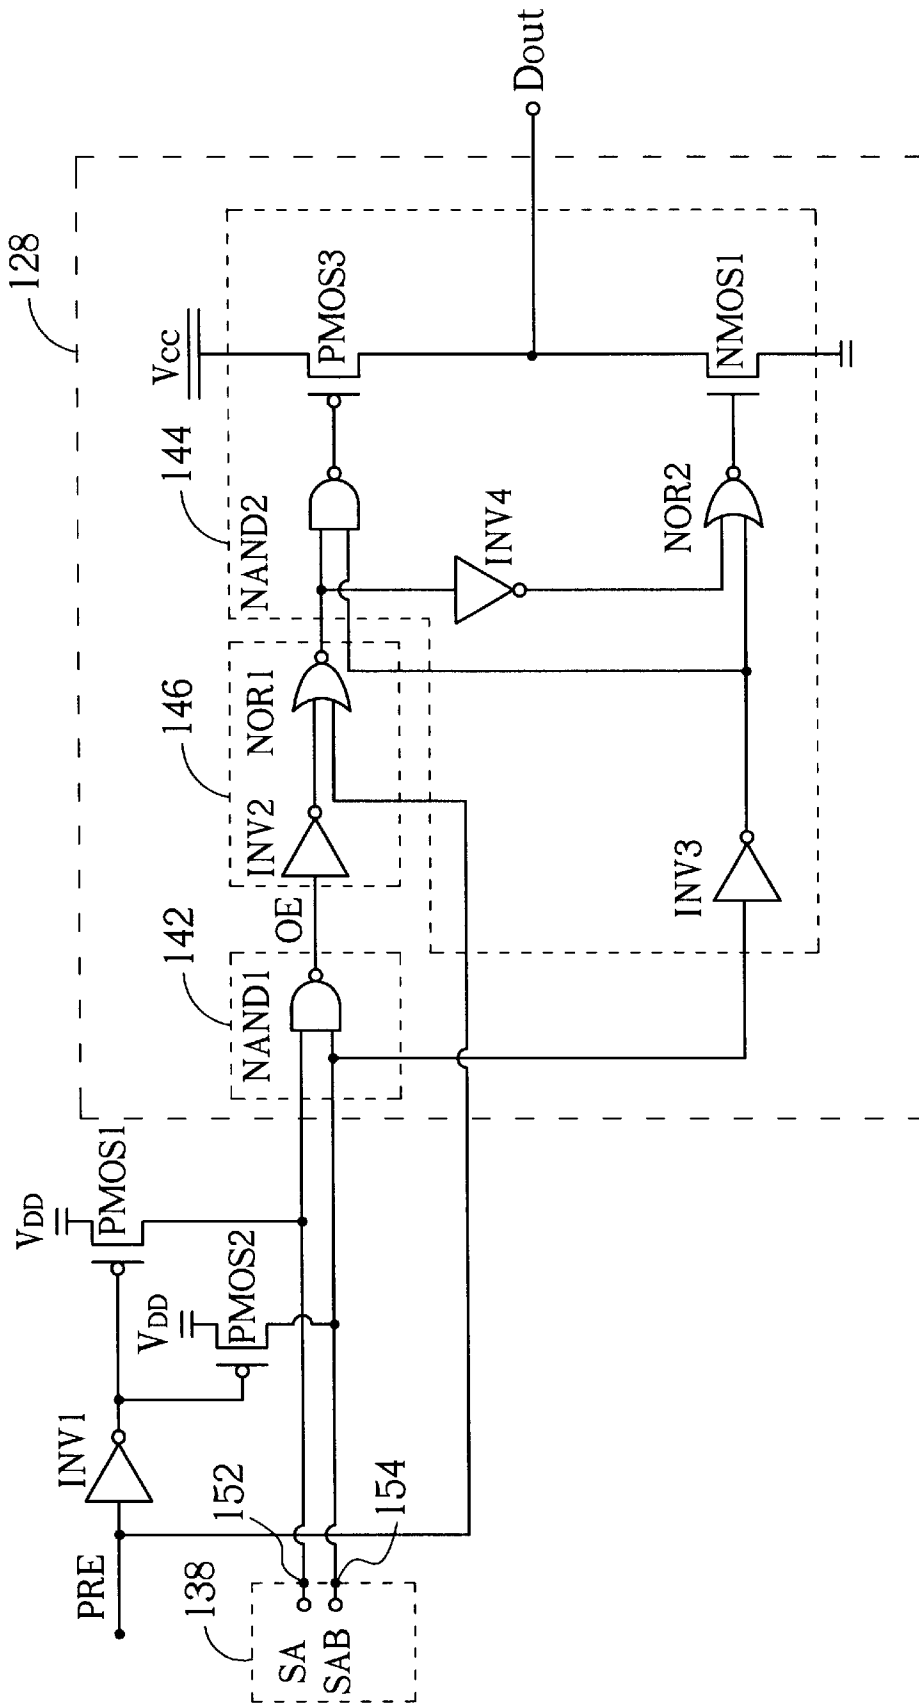 128
Vcc
144
PMOS3
Dout
NAND2
146
NOR1
INV4
NOR2
NMOS1
INV2
142
OE
INV3
NAND1
VDD
PMOS1
VDD
PMOS2
INV1
PRE
152
154
138
SA
SAB